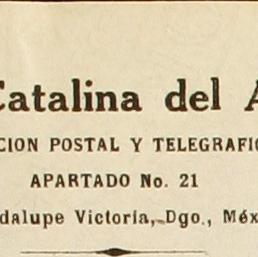 Catalina del A
CION POSTAL Y TELEGRAFIC
APARTADO No. 21
dalupe Victoria, Dgo., Méx